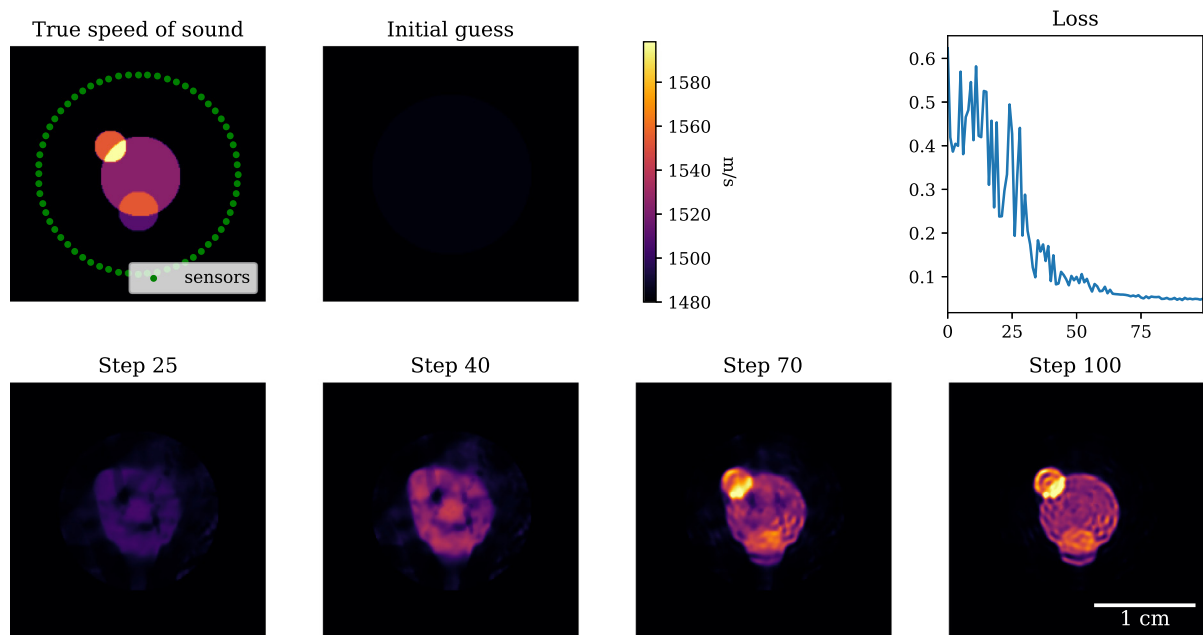 True speed of sound
Initial guess
Loss
sensors
1580
1560
1540
1520
1500
1480
m/s
0.6
0.5
0.4
0.3
0.2
0.1
0 25 50 75
Step 25
Step 40
Step 70
Step 100
1 cm